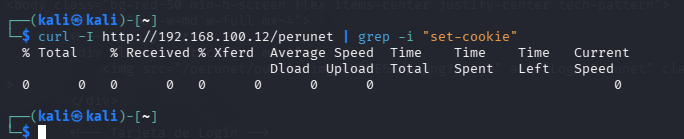 ┌──(kali㉿kali)-[~]
└─$ curl -I http://192.168.100.12/perunet | grep -i "set-cookie"
  % Total    % Received % Xferd  Average Speed   Time    Time     Time  Current
                                 Dload  Upload   Total   Spent    Left  Speed
  0     0    0     0    0     0      0      0                              0
┌──(kali㉿kali)-[~]
└─$